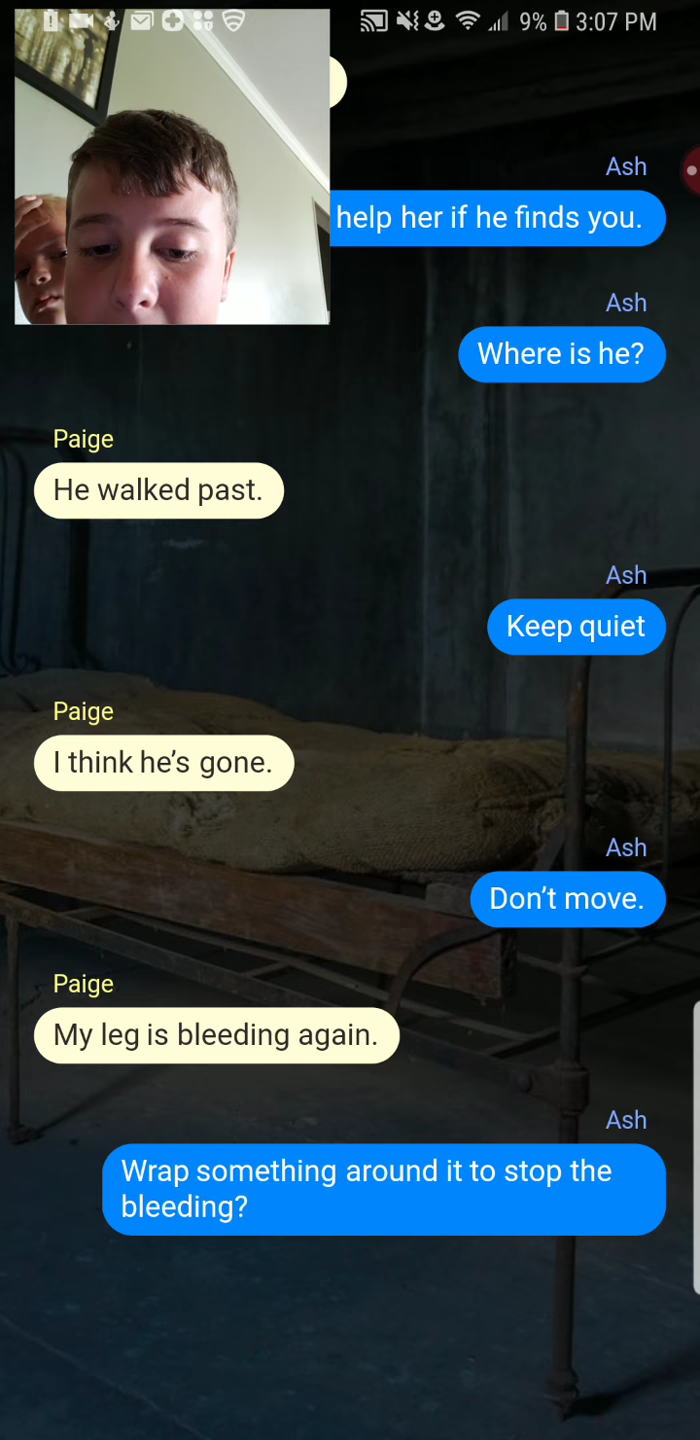 9% 3:07 PM
Ash
help her if he finds you.
Ash
Where is he?
Paige
He walked past.
Ash
Keep quiet
Paige
I think he’s gone.
Ash
Don’t move.
Paige
My leg is bleeding again.
Ash
Wrap something around it to stop the
bleeding?